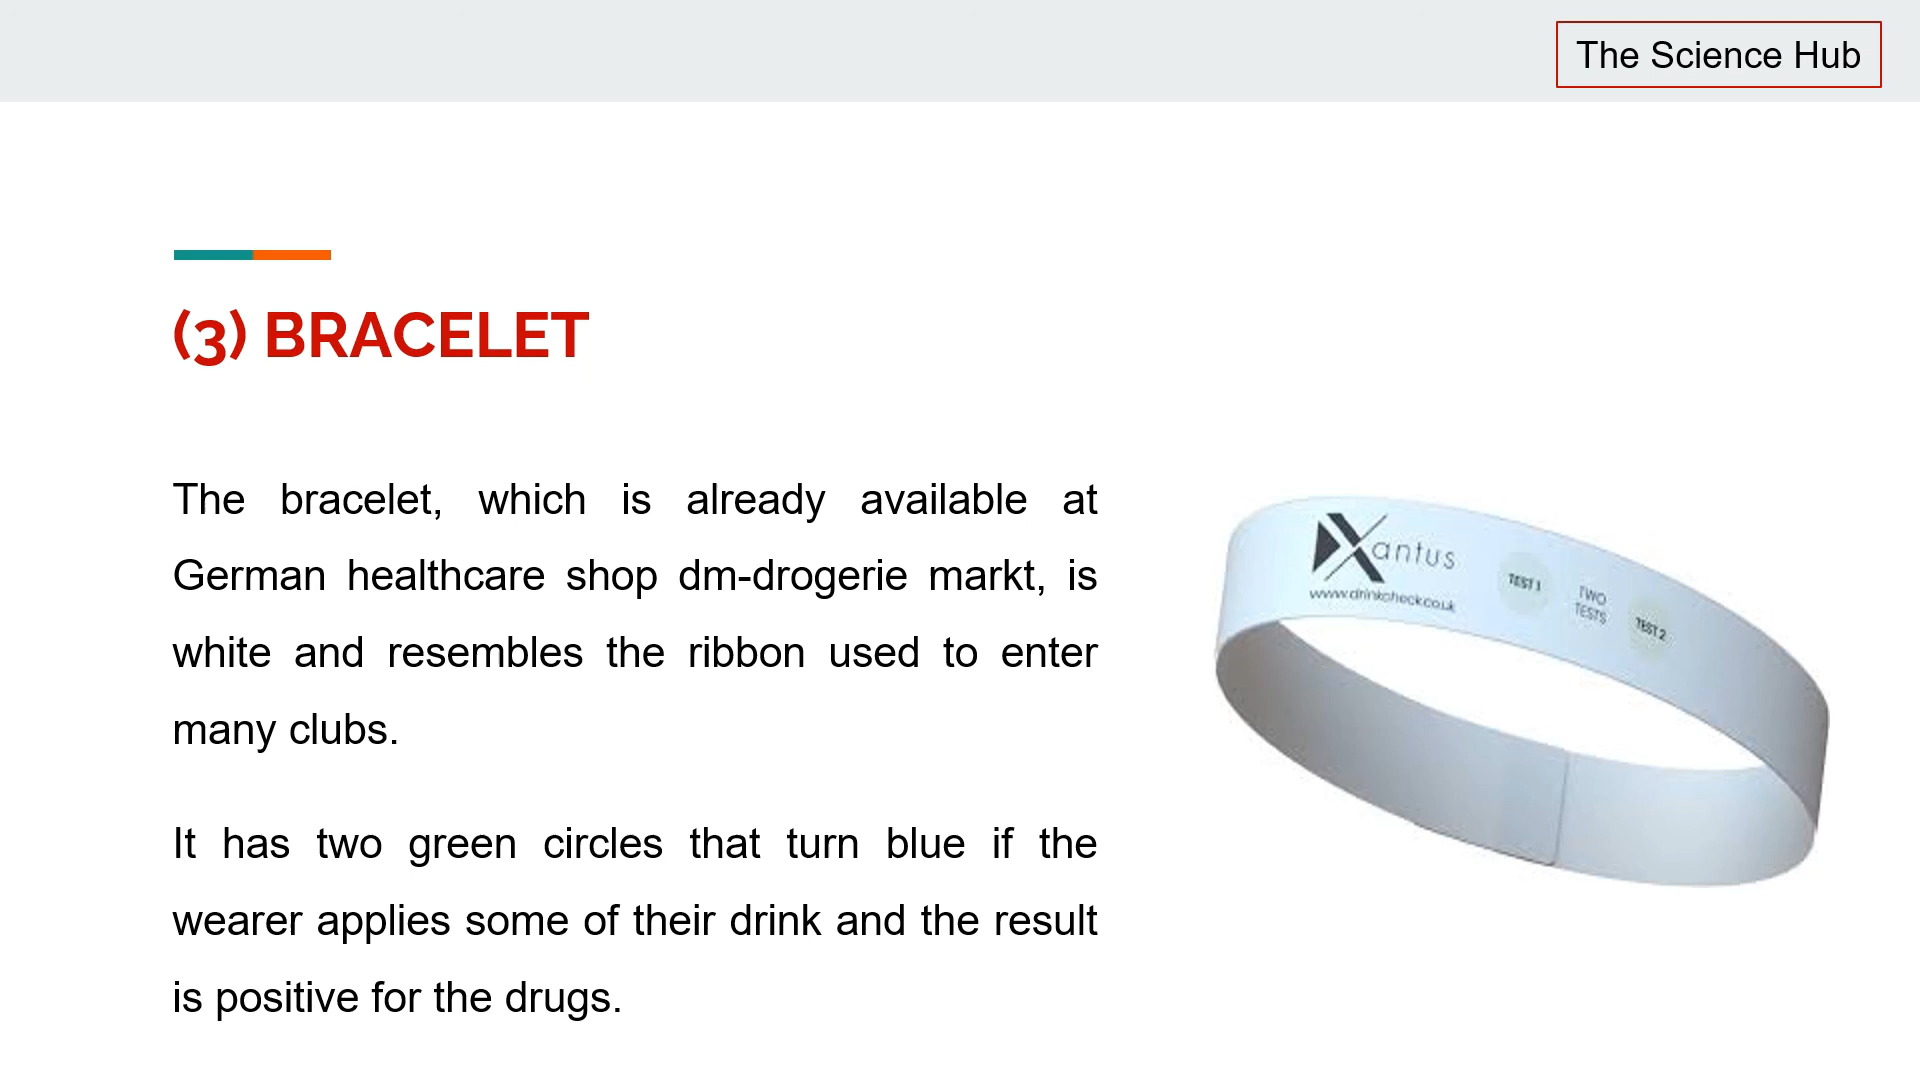 The Science Hub
(3) BRACELET
The bracelet, which is already available at
German healthcare shop dm-drogerie markt, is
white and resembles the ribbon used to enter
many clubs.
It has two green circles that turn blue if the
wearer applies some of their drink and the result
is positive for the drugs.
Xantus
www.drinkcheck.co.uk
TEST 1
TWO
TESTS
TEST 2